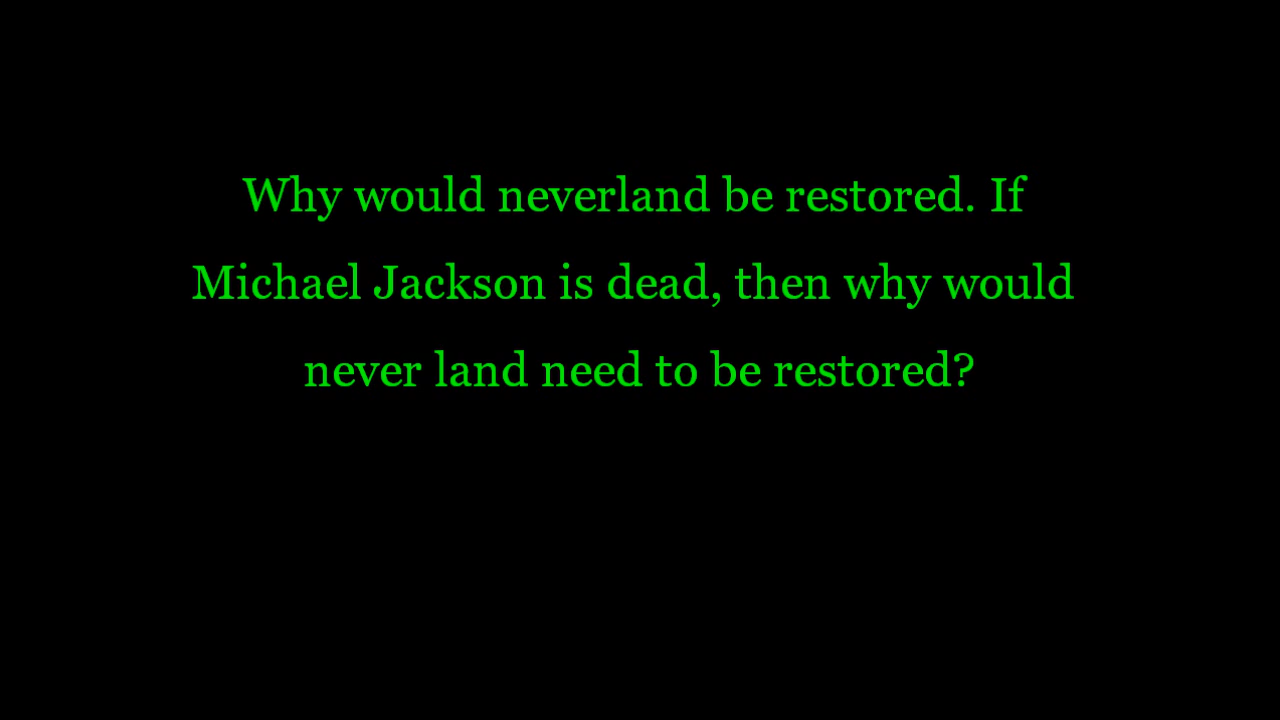 Why would neverland be restored. If
Michael Jackson is dead, then why would
never land need to be restored?